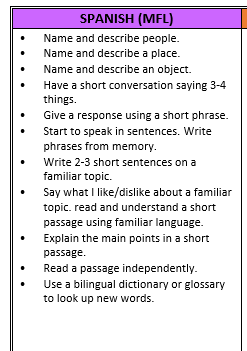 SPANISH (MFL)
• Name and describe people.
• Name and describe a place.
• Name and describe an object.
• Have a short conversation saying 3-4
things.
• Give a response using a short phrase.
• Start to speak in sentences. Write
phrases from memory.
• Write 2-3 short sentences on a
familiar topic.
• Say what I like/dislike about a familiar
topic. read and understand a short
passage using familiar language.
• Explain the main points in a short
passage.
• Read a passage independently.
• Use a bilingual dictionary or glossary
to look up new words.